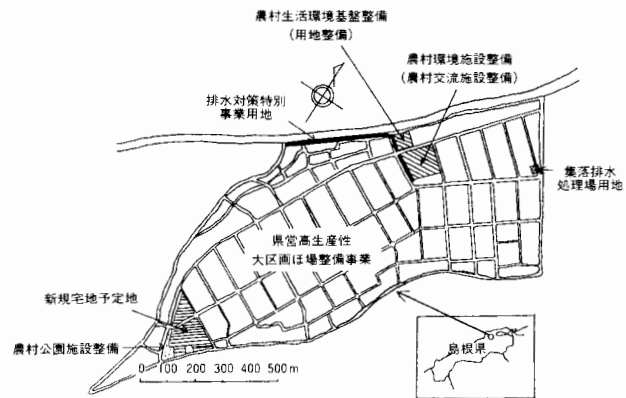 農村生活環境基盤整備
(用地整備)
農村環境施設整備
(農村交流施設整備)
排水対策特別
事業用地
集落排水
処理場用地
県営高生産性
大区画ほ場整備事業
新規宅地予定地
農村公園施設整備
0 100 200 300 400 500m
島根県